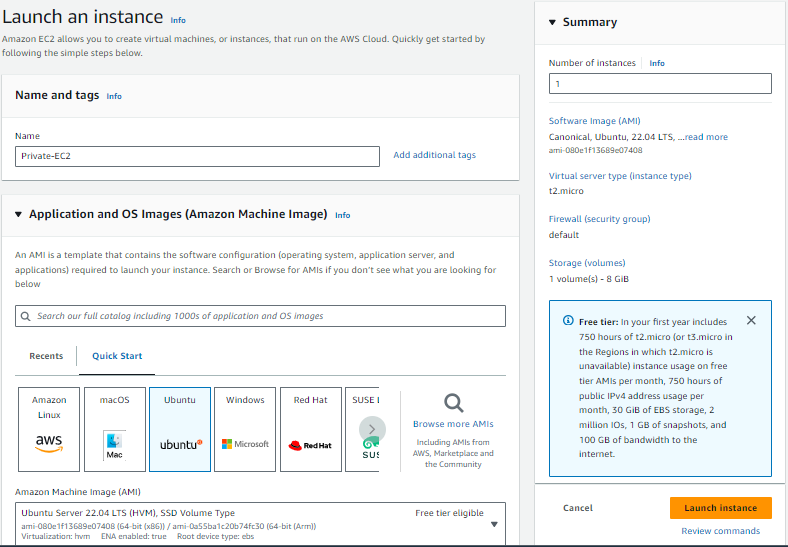 Launch an instance Info
Amazon EC2 allows you to create virtual machines, or instances, that run on the AWS Cloud. Quickly get started by
following the simple steps below.
Name and tags Info
Name
Private-EC2
Add additional tags
Application and OS Images (Amazon Machine Image) Info
An AMI is a template that contains the software configuration (operating system, application server, and
applications) required to launch your instance. Search or Browse for AMIs if you don't see what you are looking for
below
Search our full catalog including 1000s of application and OS images
Recents
Quick Start
Amazon
Linux
aws
macOS
Mac
Ubuntu
ubuntu
Windows
Microsoft
Red Hat
Red Hat
SUSE L
SUS
Browse more AMIs
Including AMIs from
AWS, Marketplace and
the Community
Amazon Machine Image (AMI)
Ubuntu Server 22.04 LTS (HVM), SSD Volume Type
Free tier eligible
ami-080e1f13689e07408 (64-bit (x86)) / ami-0a55ba1c20b74fc30 (64-bit (Arm))
Virtualization: hvm ENA enabled: true Root device type: ebs
Summary
Number of instances Info
1
Software Image (AMI)
Canonical, Ubuntu, 22.04 LTS, ...read more
ami-080e1f13689e07408
Virtual server type (instance type)
t2.micro
Firewall (security group)
default
Storage (volumes)
1 volume(s) - 8 GiB
Free tier: In your first year includes
750 hours of t2.micro (or t3.micro in
the Regions in which t2.micro is
unavailable) instance usage on free
tier AMIs per month, 750 hours of
public IPv4 address usage per
month, 30 GiB of EBS storage, 2
million IOs, 1 GB of snapshots, and
100 GB of bandwidth to the
internet.
Cancel
Launch instance
Review commands